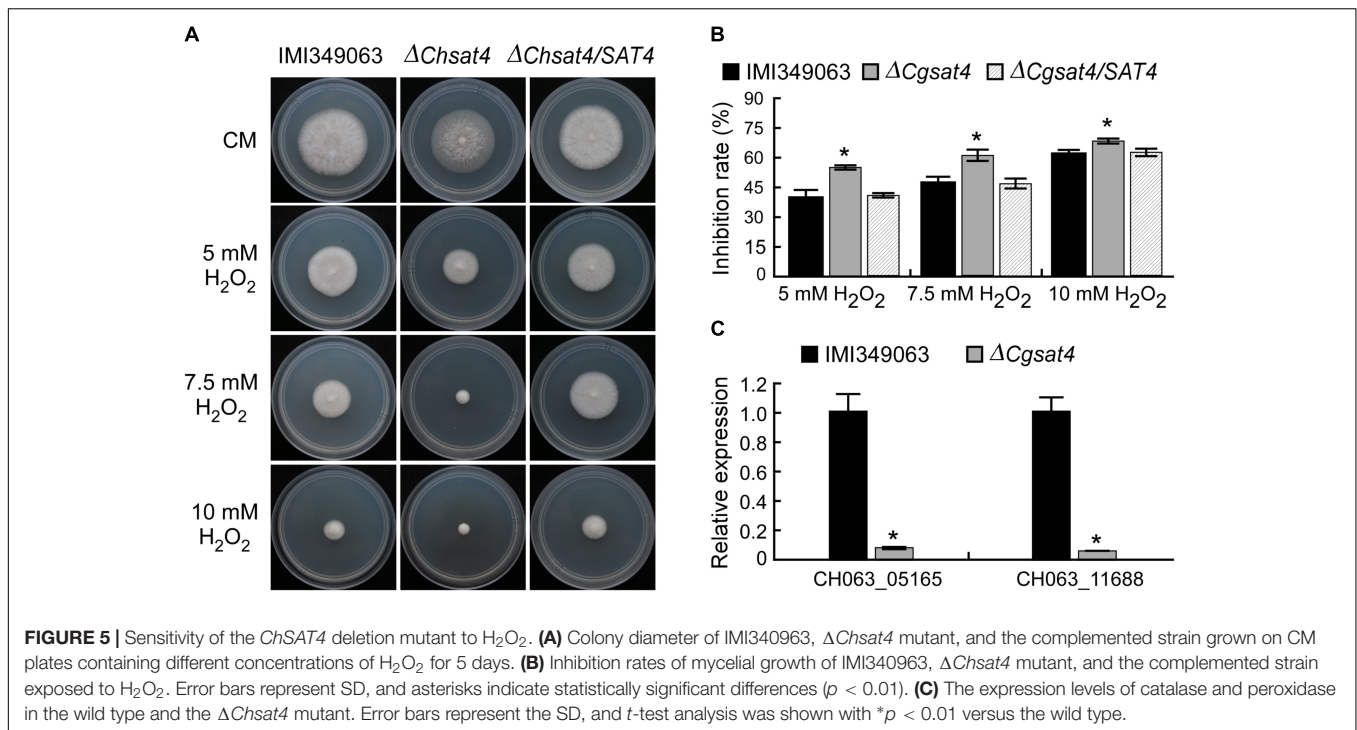 A
IMI349063 ΔChsat4 ΔChsat4/SAT4
CM
5 mM
H₂O₂
7.5 mM
H₂O₂
10 mM
H₂O₂
B
IMI349063 ΔCgsat4 ΔCgsat4/SAT4
Inhibition rate (%)
90
75
60
45
30
15
0
* * *
5 mM H₂O₂ 7.5 mM H₂O₂ 10 mM H₂O₂
C
IMI349063 ΔCgsat4
Relative expression
1.2
1.0
0.8
0.6
0.4
0.2
0
* *
CH063_05165 CH063_11688
FIGURE 5 | Sensitivity of the ChSAT4 deletion mutant to H₂O₂. (A) Colony diameter of IMI340963, ΔChsat4 mutant, and the complemented strain grown on CM
plates containing different concentrations of H₂O₂ for 5 days. (B) Inhibition rates of mycelial growth of IMI340963, ΔChsat4 mutant, and the complemented strain
exposed to H₂O₂. Error bars represent SD, and asterisks indicate statistically significant differences (p < 0.01). (C) The expression levels of catalase and peroxidase
in the wild type and the ΔChsat4 mutant. Error bars represent the SD, and t-test analysis was shown with *p < 0.01 versus the wild type.